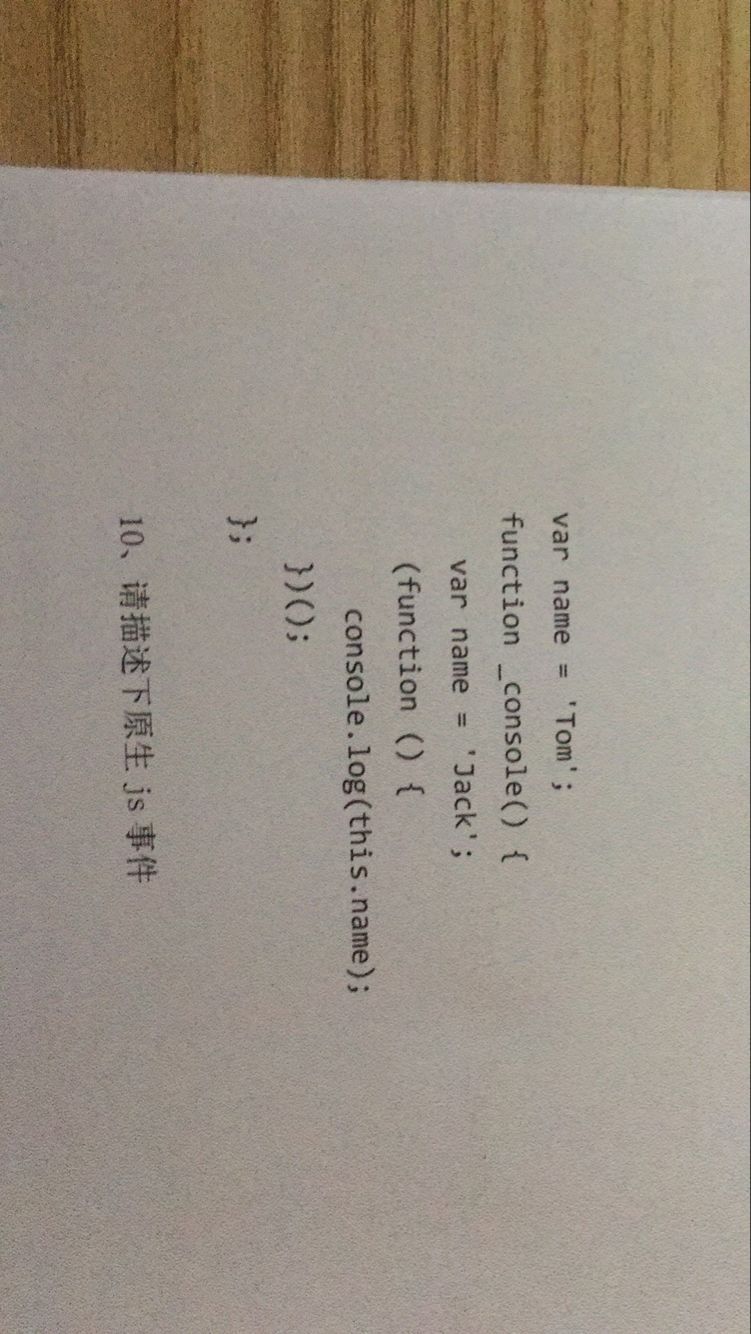 var name = 'Tom';
function _console() {
var name = 'Jack';
(function () {
console.log(this.name);
})();
};
10、请描述下原生 js 事件